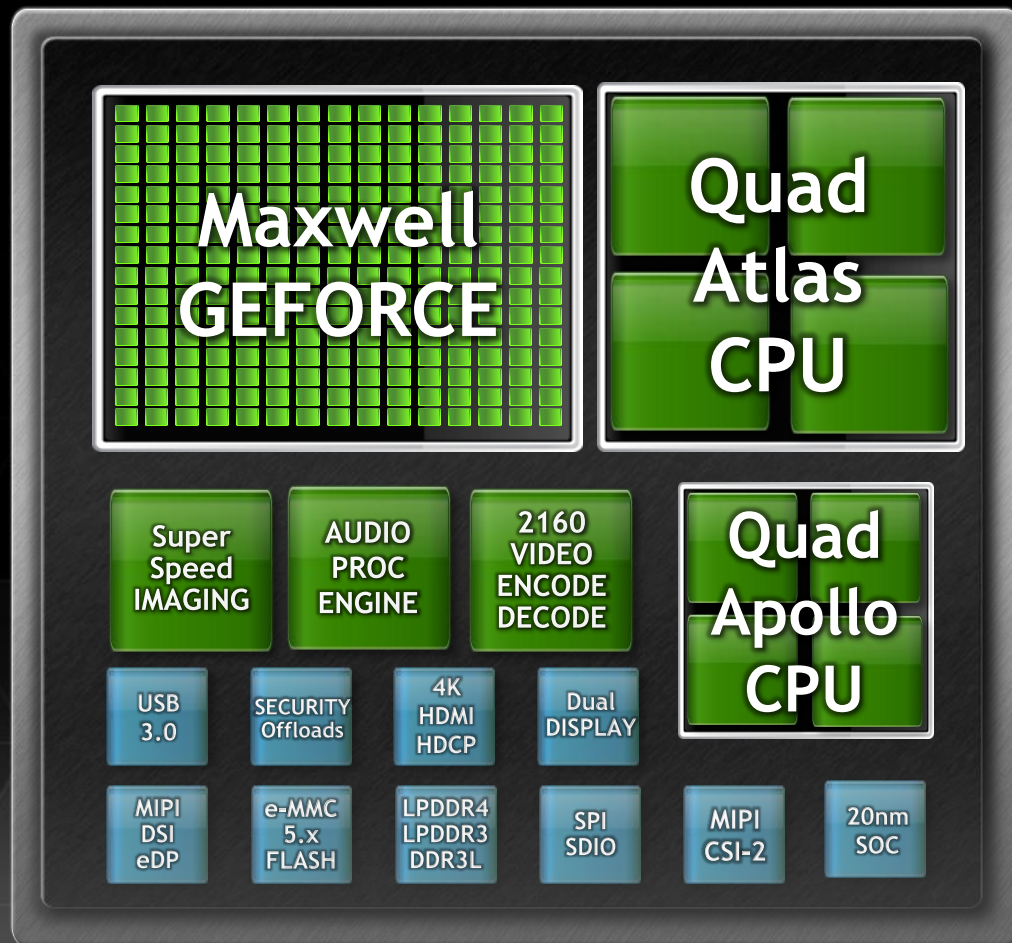 Maxwell
GEFORCE
Quad
Atlas
CPU
Super
Speed
IMAGING
AUDIO
PROC
ENGINE
2160
VIDEO
ENCODE
DECODE
Quad
Apollo
CPU
USB
3.0
SECURITY
Offloads
4K
HDMI
HDCP
Dual
DISPLAY
MIPI
DSI
eDP
e-MMC
5.x
FLASH
LPDDR4
LPDDR3
DDR3L
SPI
SDIO
MIPI
CSI-2
20nm
SOC